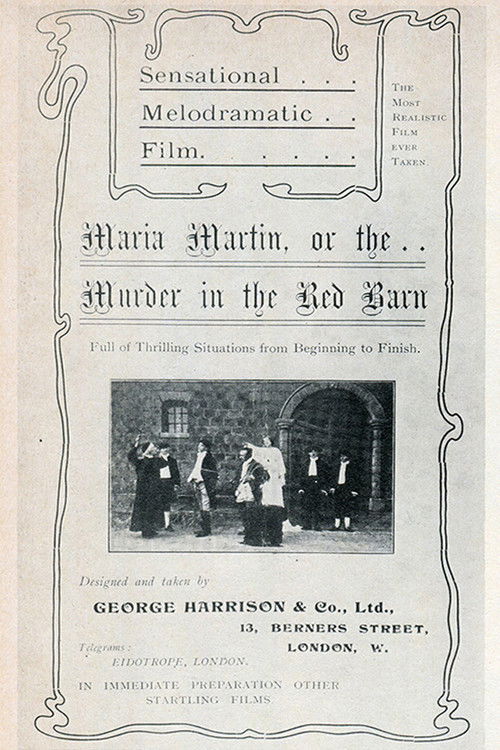 Sensational . . .
Melodramatic . .
Film. . . . .
The
Most
Realistic
Film
ever
Taken.
Maria Martin, or the . .
Murder in the Red Barn
Full of Thrilling Situations from Beginning to Finish.
Designed and taken by
GEORGE HARRISON & Co., Ltd.,
13, BERNERS STREET,
Telegrams :
LONDON, W.
EIDOTROPE, LONDON.
IN IMMEDIATE PREPARATION OTHER
STARTLING FILMS